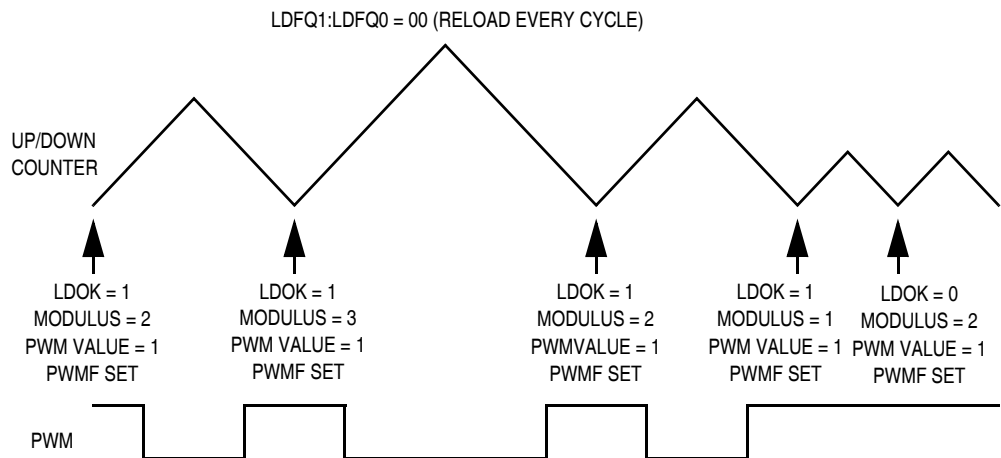 LDFQ1:LDFQ0 = 00 (RELOAD EVERY CYCLE)
UP/DOWN
COUNTER
LDOK = 1
MODULUS = 2
PWM VALUE = 1
PWMF SET
LDOK = 1
MODULUS = 3
PWM VALUE = 1
PWMF SET
LDOK = 1
MODULUS = 2
PWMVALUE = 1
PWMF SET
LDOK = 1
MODULUS = 1
PWM VALUE = 1
PWMF SET
LDOK = 0
MODULUS = 2
PWM VALUE = 1
PWMF SET
PWM